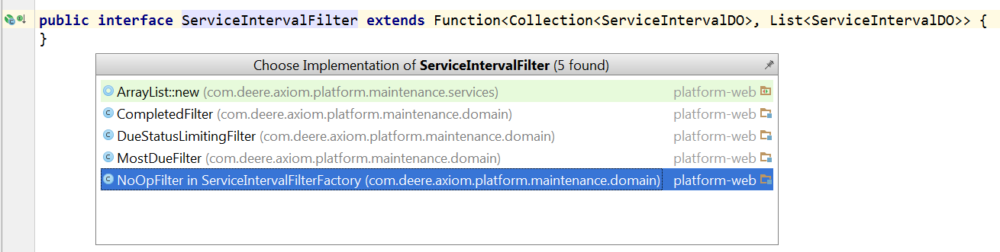 public interface ServiceIntervalFilter extends Function<Collection<ServiceIntervalDO>, List<ServiceIntervalDO>> {
}
Choose Implementation of ServiceIntervalFilter (5 found)
ArrayList::new (com.deere.axiom.platform.maintenance.services) platform-web
CompletedFilter (com.deere.axiom.platform.maintenance.domain) platform-web
DueStatusLimitingFilter (com.deere.axiom.platform.maintenance.domain) platform-web
MostDueFilter (com.deere.axiom.platform.maintenance.domain) platform-web
NoOpFilter in ServiceIntervalFilterFactory (com.deere.axiom.platform.maintenance.domain) platform-web